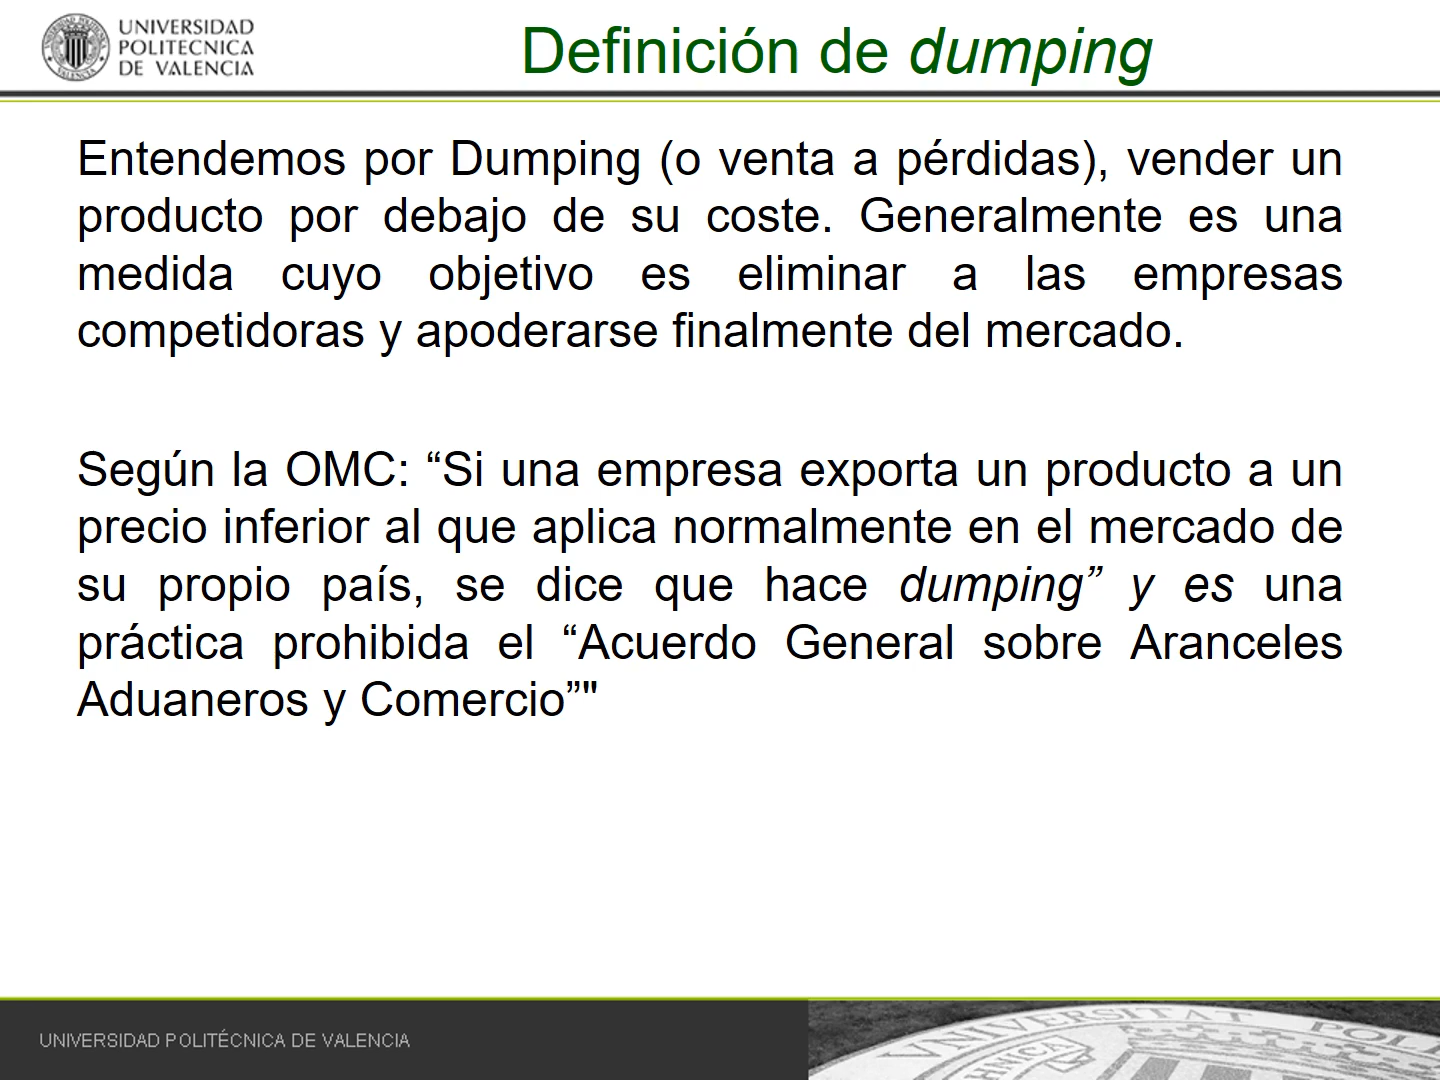 UNIVERSIDAD
POLITECNICA
DE VALENCIA
Definición de dumping
Entendemos por Dumping (o venta a pérdidas), vender un
producto por debajo de su coste. Generalmente es una
medida cuyo objetivo es eliminar a las empresas
competidoras y apoderarse finalmente del mercado.
Según la OMC: “Si una empresa exporta un producto a un
precio inferior al que aplica normalmente en el mercado de
su propio país, se dice que hace dumping” y es una
práctica prohibida el “Acuerdo General sobre Aranceles
Aduaneros y Comercio”"
UNIVERSIDAD POLITÉCNICA DE VALENCIA